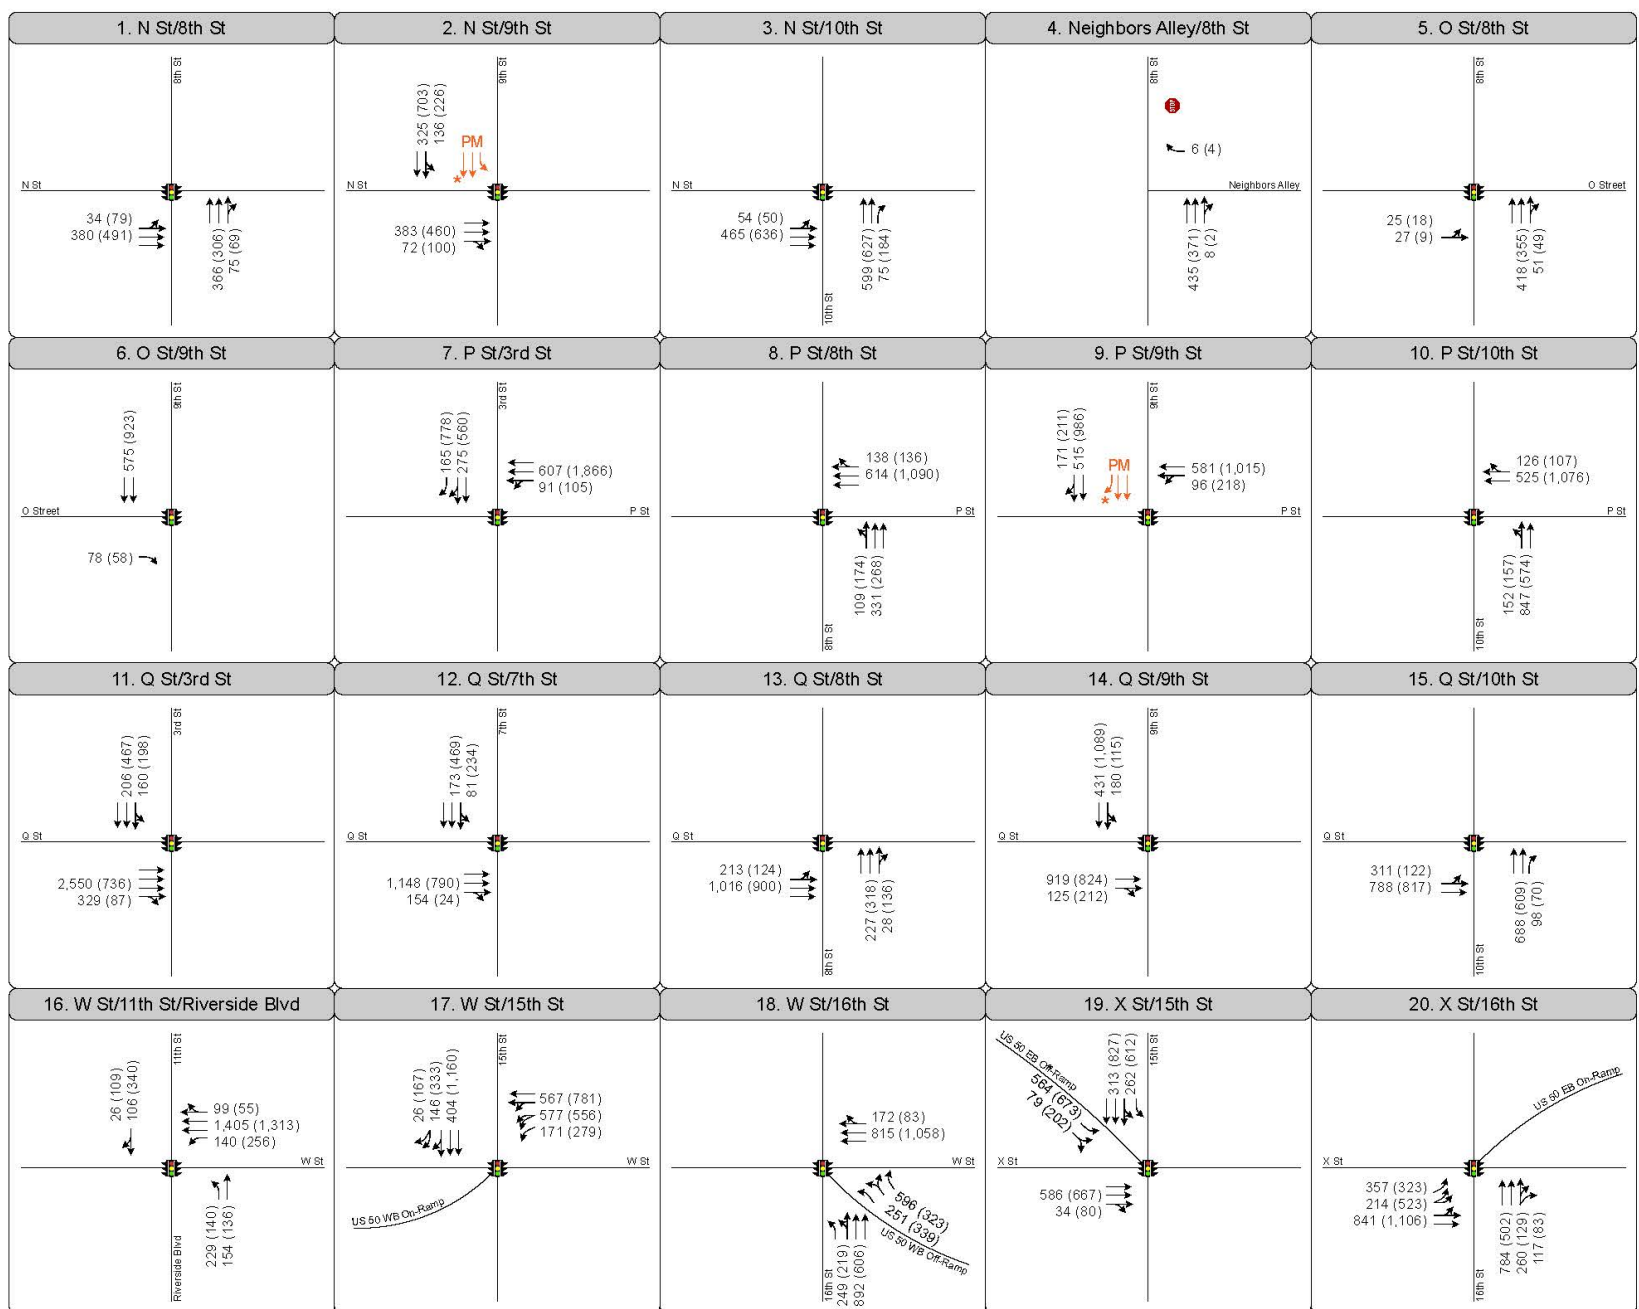 1. N St/8th St
8th St
N St
34 (79)
380 (491)
366 (306)
75 (69)
2. N St/9th St
9th St
325 (703)
136 (226)
PM
*
N St
383 (460)
72 (100)
3. N St/10th St
N St
54 (50)
465 (636)
599 (627)
75 (184)
10th St
4. Neighbors Alley/8th St
8th St
STOP
6 (4)
Neighbors Alley
435 (371)
8 (2)
5. O St/8th St
8th St
O Street
25 (18)
27 (9)
418 (355)
51 (49)
6. O St/9th St
9th St
575 (923)
O Street
78 (58)
7. P St/3rd St
3rd St
165 (778)
275 (560)
607 (1,866)
91 (105)
P St
8. P St/8th St
138 (136)
614 (1,090)
P St
109 (174)
331 (268)
8th St
9. P St/9th St
9th St
171 (211)
515 (986)
PM
*
581 (1,015)
96 (218)
P St
10. P St/10th St
126 (107)
525 (1,076)
P St
152 (157)
847 (574)
10th St
11. Q St/3rd St
3rd St
206 (467)
160 (198)
Q St
2,550 (736)
329 (87)
12. Q St/7th St
7th St
173 (469)
81 (234)
Q St
1,148 (790)
154 (24)
13. Q St/8th St
Q St
213 (124)
1,016 (900)
227 (318)
28 (136)
8th St
14. Q St/9th St
9th St
431 (1,089)
180 (115)
Q St
919 (824)
125 (212)
15. Q St/10th St
Q St
311 (122)
788 (817)
688 (609)
98 (70)
10th St
16. W St/11th St/Riverside Blvd
11th St
26 (109)
106 (340)
99 (55)
1,405 (1,313)
140 (256)
W St
229 (140)
154 (136)
Riverside Blvd
17. W St/15th St
15th St
26 (167)
146 (333)
404 (1,160)
567 (781)
577 (556)
171 (279)
W St
US 50 WB On-Ramp
18. W St/16th St
172 (83)
815 (1,058)
W St
596 (323)
251 (339)
US 50 WB Off-Ramp
16th St
249 (219)
892 (606)
19. X St/15th St
US 50 EB Off-Ramp
564 (673)
79 (202)
313 (827)
262 (612)
15th St
X St
586 (667)
34 (80)
20. X St/16th St
US 50 EB On-Ramp
X St
357 (323)
214 (523)
841 (1,106)
784 (502)
260 (129)
117 (83)
16th St